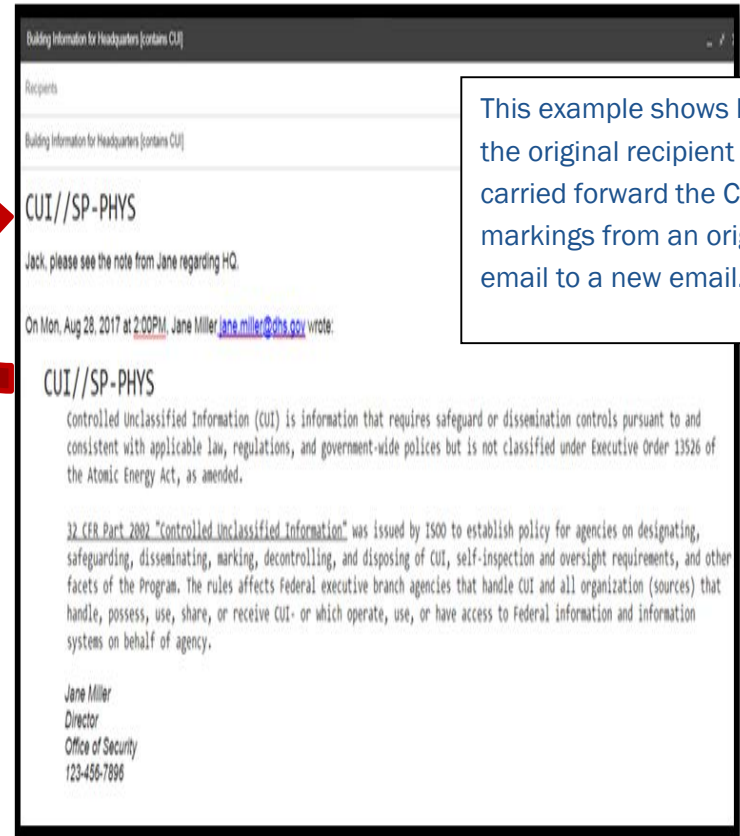 Building Information for Headquarters [contains CUI]
Recipients
Building Information for Headquarters [contains CUI]
This example shows
the original recipient
carried forward the
markings from an
email to a new email.
CUI//SP-PHYS
Jack, please see the note from Jane regarding HQ.
On Mon, Aug 28, 2017 at 2:00PM, Jane Miller jane.miller@dhs.gov wrote:
CUI//SP-PHYS
Controlled Unclassified Information (CUI) is information that requires safeguard or dissemination controls pursuant to and
consistent with applicable law, regulations, and government-wide polices but is not classified under Executive Order 13526 of
the Atomic Energy Act, as amended.
32 CFR Part 2002 "Controlled Unclassified Information" was issued by ISOO to establish policy for agencies on designating,
safeguarding, disseminating, marking, decontrolling, and disposing of CUI, self-inspection and oversight requirements, and other
facets of the Program. The rules affects Federal executive branch agencies that handle CUI and all organization (sources) that
handle, possess, use, share, or receive CUI- or which operate, use, or have access to Federal information and information
systems on behalf of agency.
Jane Miller
Director
Office of Security
123-456-7896